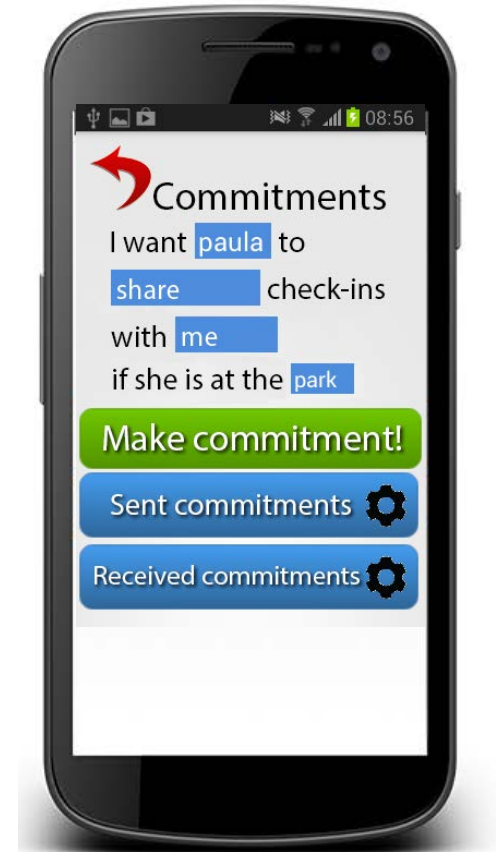 08:56
Commitments
I want paula to
share check-ins
with me
if she is at the park
Make commitment!
Sent commitments
Received commitments